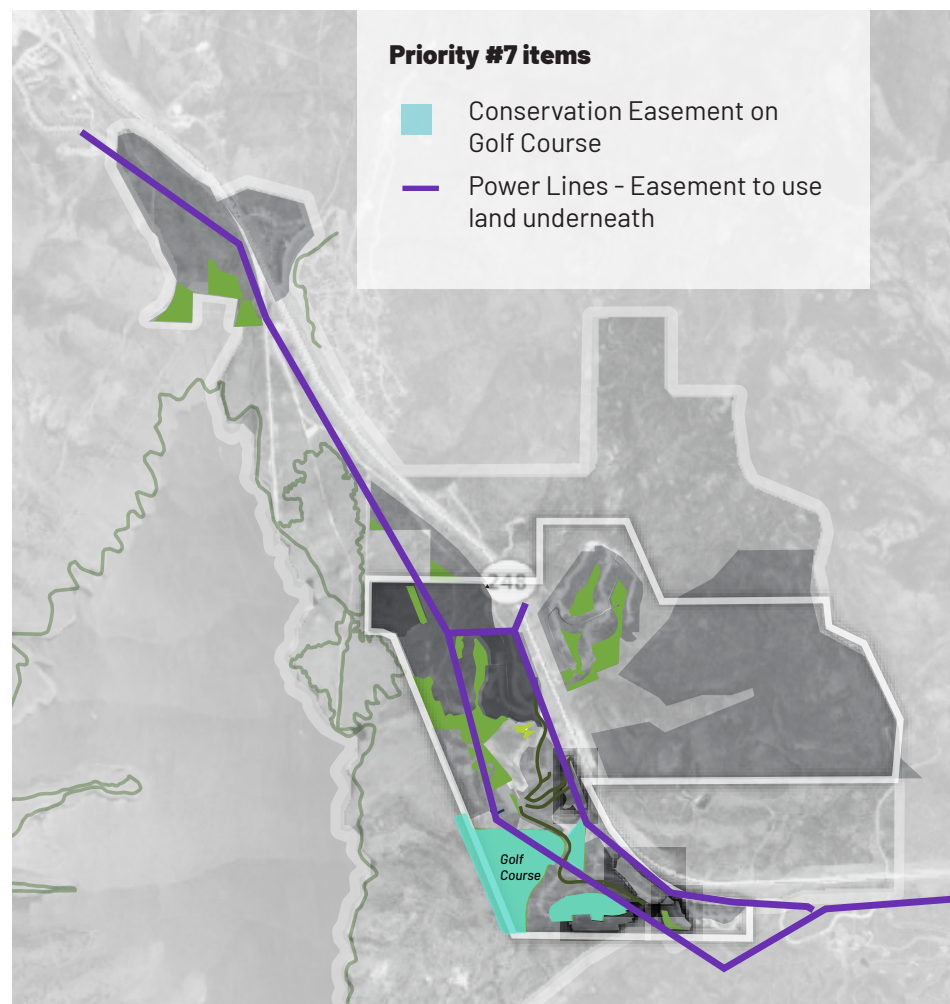 Priority #7 items
Conservation Easement on
Golf Course
Power Lines - Easement to use
land underneath
248
Golf
Course